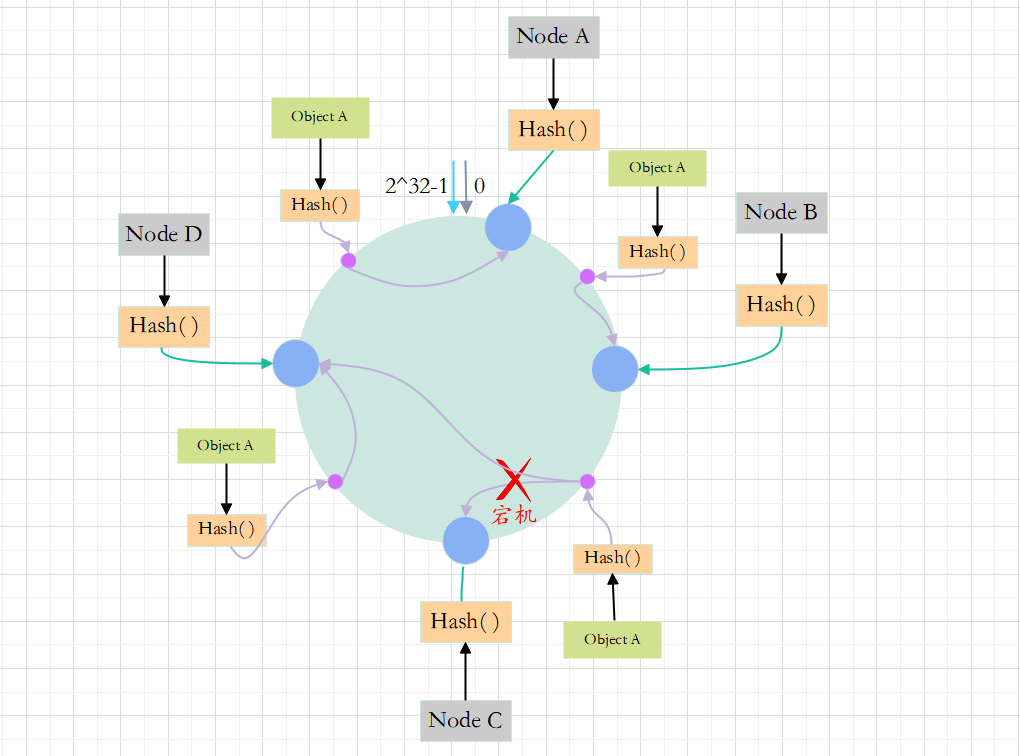 Node A
Object A
Hash( )
Object A
2^32-1
0
Hash( )
Node B
Node D
Hash( )
Hash( )
Hash( )
Object A
宕机
Hash( )
Hash( )
Hash( )
Object A
Node C